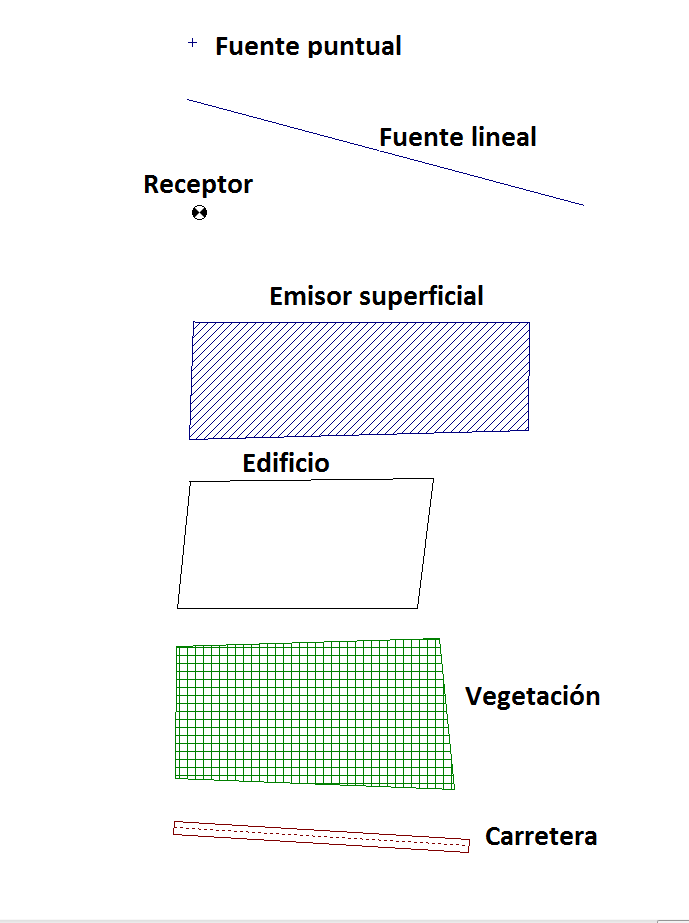 Fuente puntual
Fuente lineal
Receptor
Emisor superficial
Edificio
Vegetación
Carretera